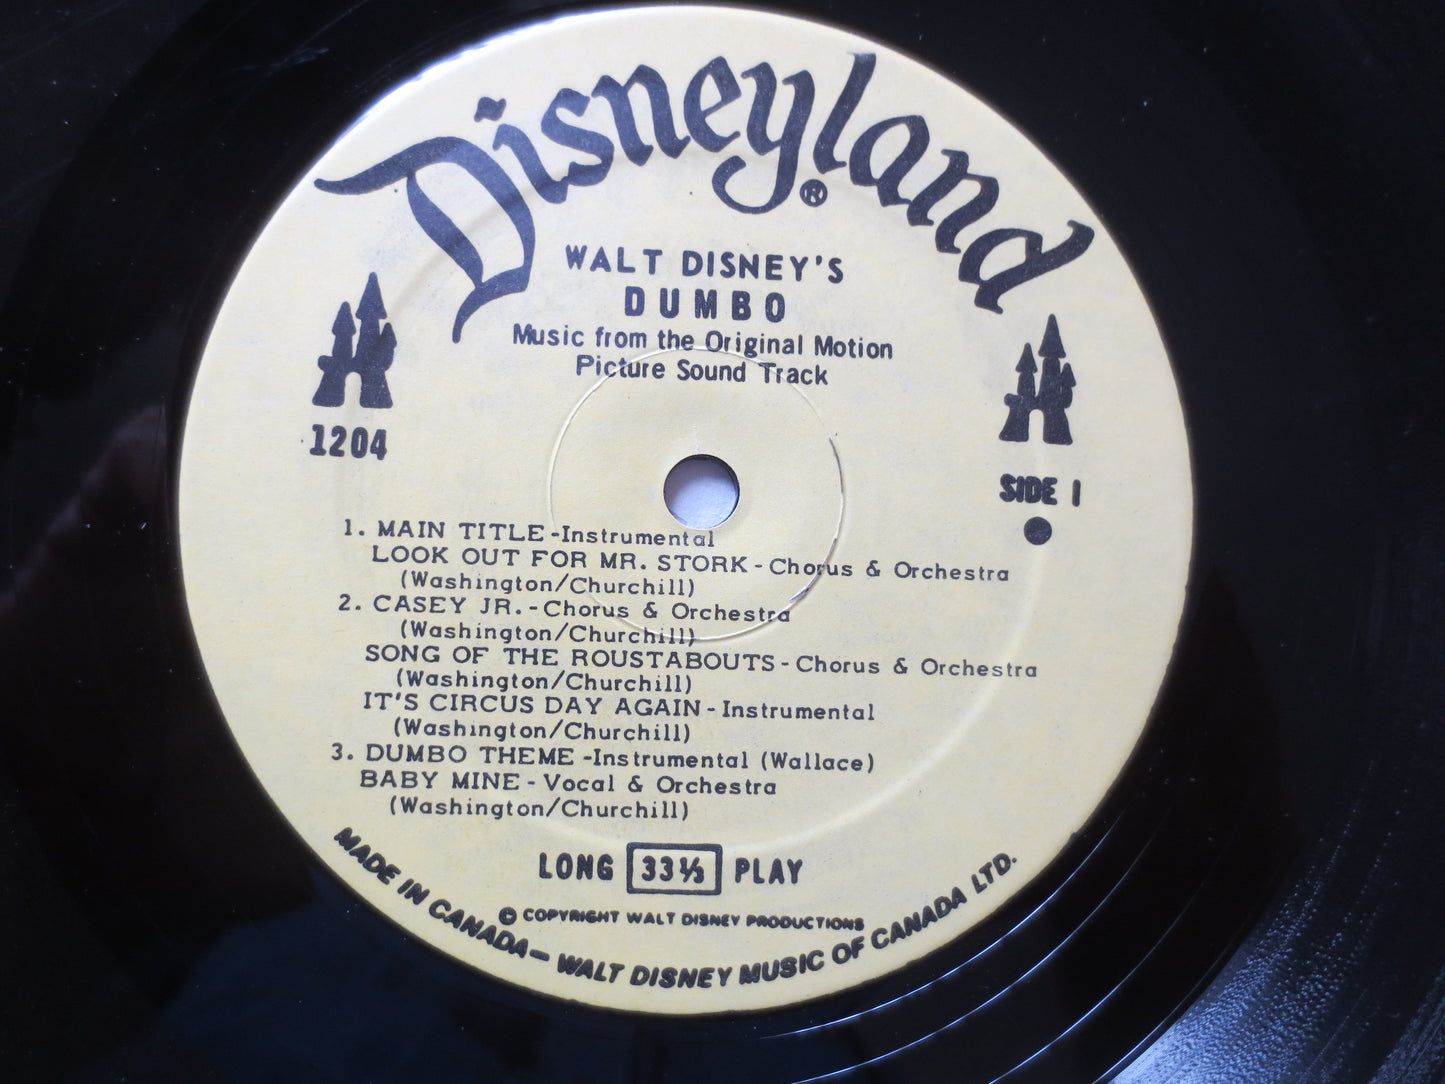 Disneyland®
WALT DISNEY'S
DUMBO
Music from the Original Motion
Picture Sound Track
1204
SIDE 1
1. MAIN TITLE-Instrumental
LOOK OUT FOR MR. STORK-Chorus & Orchestra
(Washington/Churchill)
2. CASEY JR.-Chorus & Orchestra
(Washington/Churchill)
SONG OF THE ROUSTABOUTS-Chorus & Orchestra
(Washington/Churchill)
IT'S CIRCUS DAY AGAIN-Instrumental
(Washington/Churchill)
3. DUMBO THEME-Instrumental (Wallace)
BABY MINE-Vocal & Orchestra
(Washington/Churchill)
LONG 33⅓ PLAY
© COPYRIGHT WALT DISNEY PRODUCTIONS
MADE IN CANADA—WALT DISNEY MUSIC OF CANADA LTD.